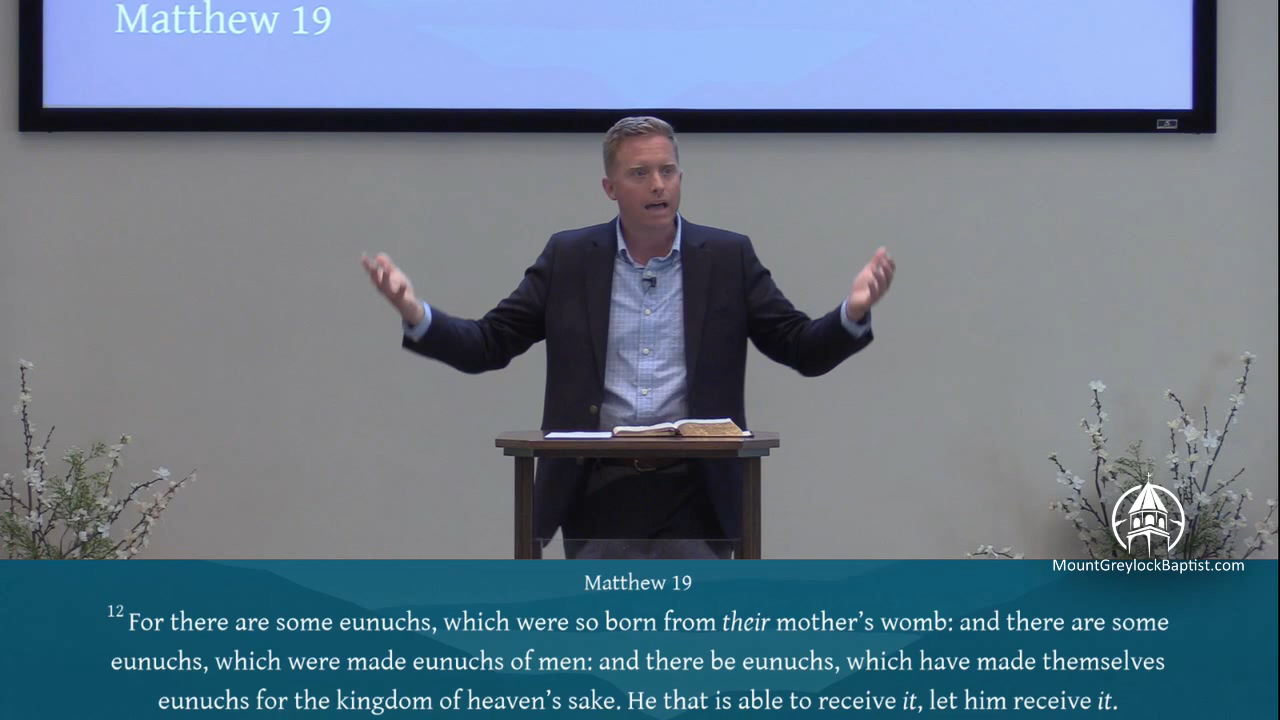 Matthew 19
MountGreylockBaptist.com
Matthew 19
12 For there are some eunuchs, which were so born from their mother’s womb: and there are some
eunuchs, which were made eunuchs of men: and there be eunuchs, which have made themselves
eunuchs for the kingdom of heaven’s sake. He that is able to receive it, let him receive it.